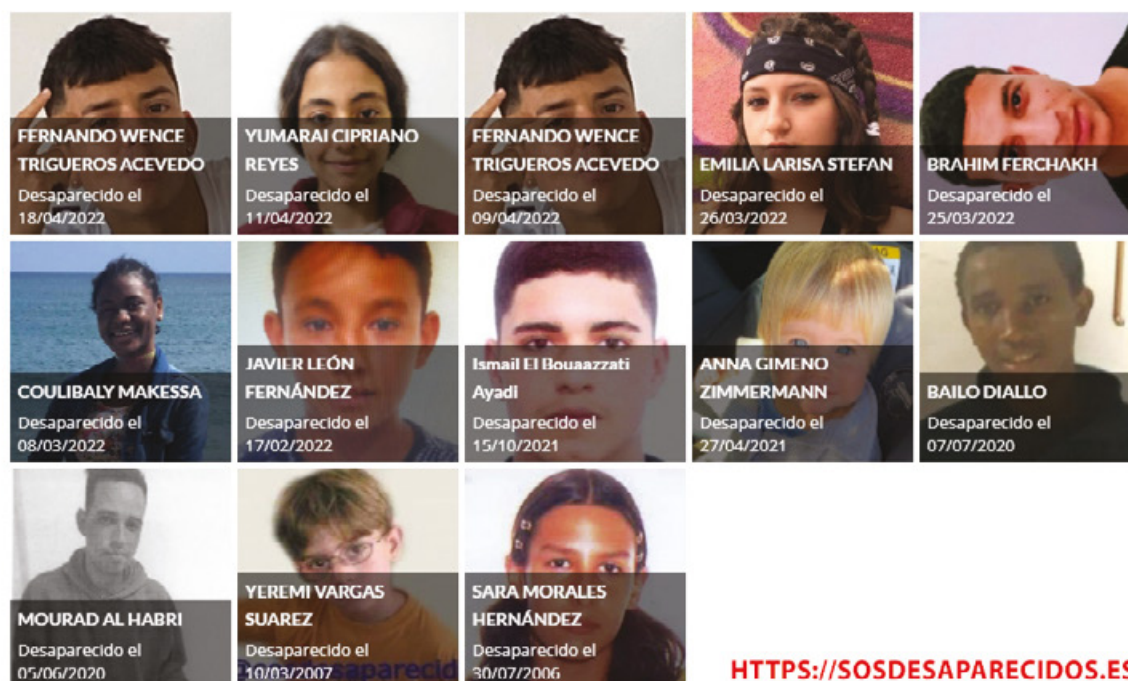 FERNANDO WENCE
TRIGUEROS ACEVEDO
Desaparecido el
18/04/2022
YUMARAI CIPRIANO
REYES
Desaparecido el
11/04/2022
FERNANDO WENCE
TRIGUEROS ACEVEDO
Desaparecido el
09/04/2022
EMILIA LARISA STEFAN
Desaparecido el
26/03/2022
BRAHIM FERCHAKH
Desaparecido el
25/03/2022
COULIBALY MAKESSA
Desaparecido el
08/03/2022
JAVIER LEÓN
FERNÁNDEZ
Desaparecido el
17/02/2022
Ismail El Bouaazzati
Ayadi
Desaparecido el
15/10/2021
ANNA GIMENO
ZIMMERMANN
Desaparecido el
27/04/2021
BAILO DIALLO
Desaparecido el
07/07/2020
MOURAD AL HABRI
Desaparecido el
05/06/2020
YEREMI VARGAS
SUAREZ
Desaparecido el
10/03/2007
SARA MORALES
HERNÁNDEZ
Desaparecido el
30/07/2006
HTTPS://SOSDESAPARECIDOS.ES